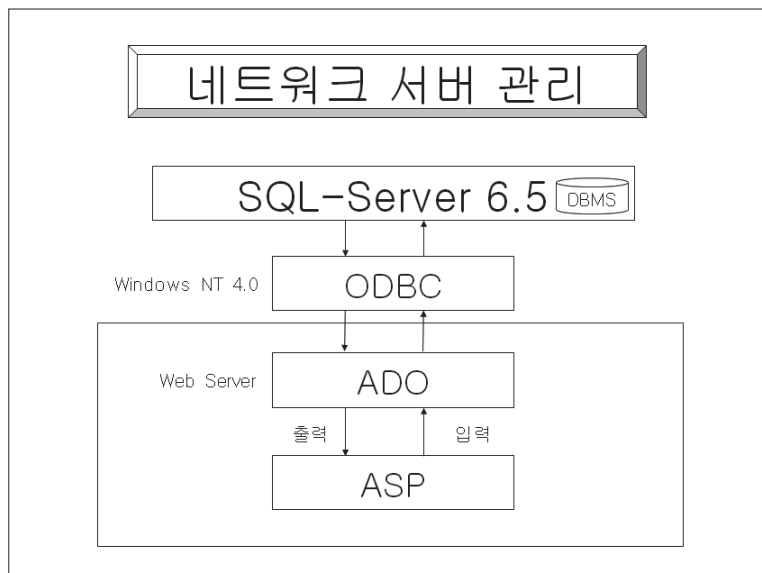 네트워크 서버 관리
SQL-Server 6.5 DBMS
Windows NT 4.0 ODBC
Web Server ADO
출력 입력
ASP